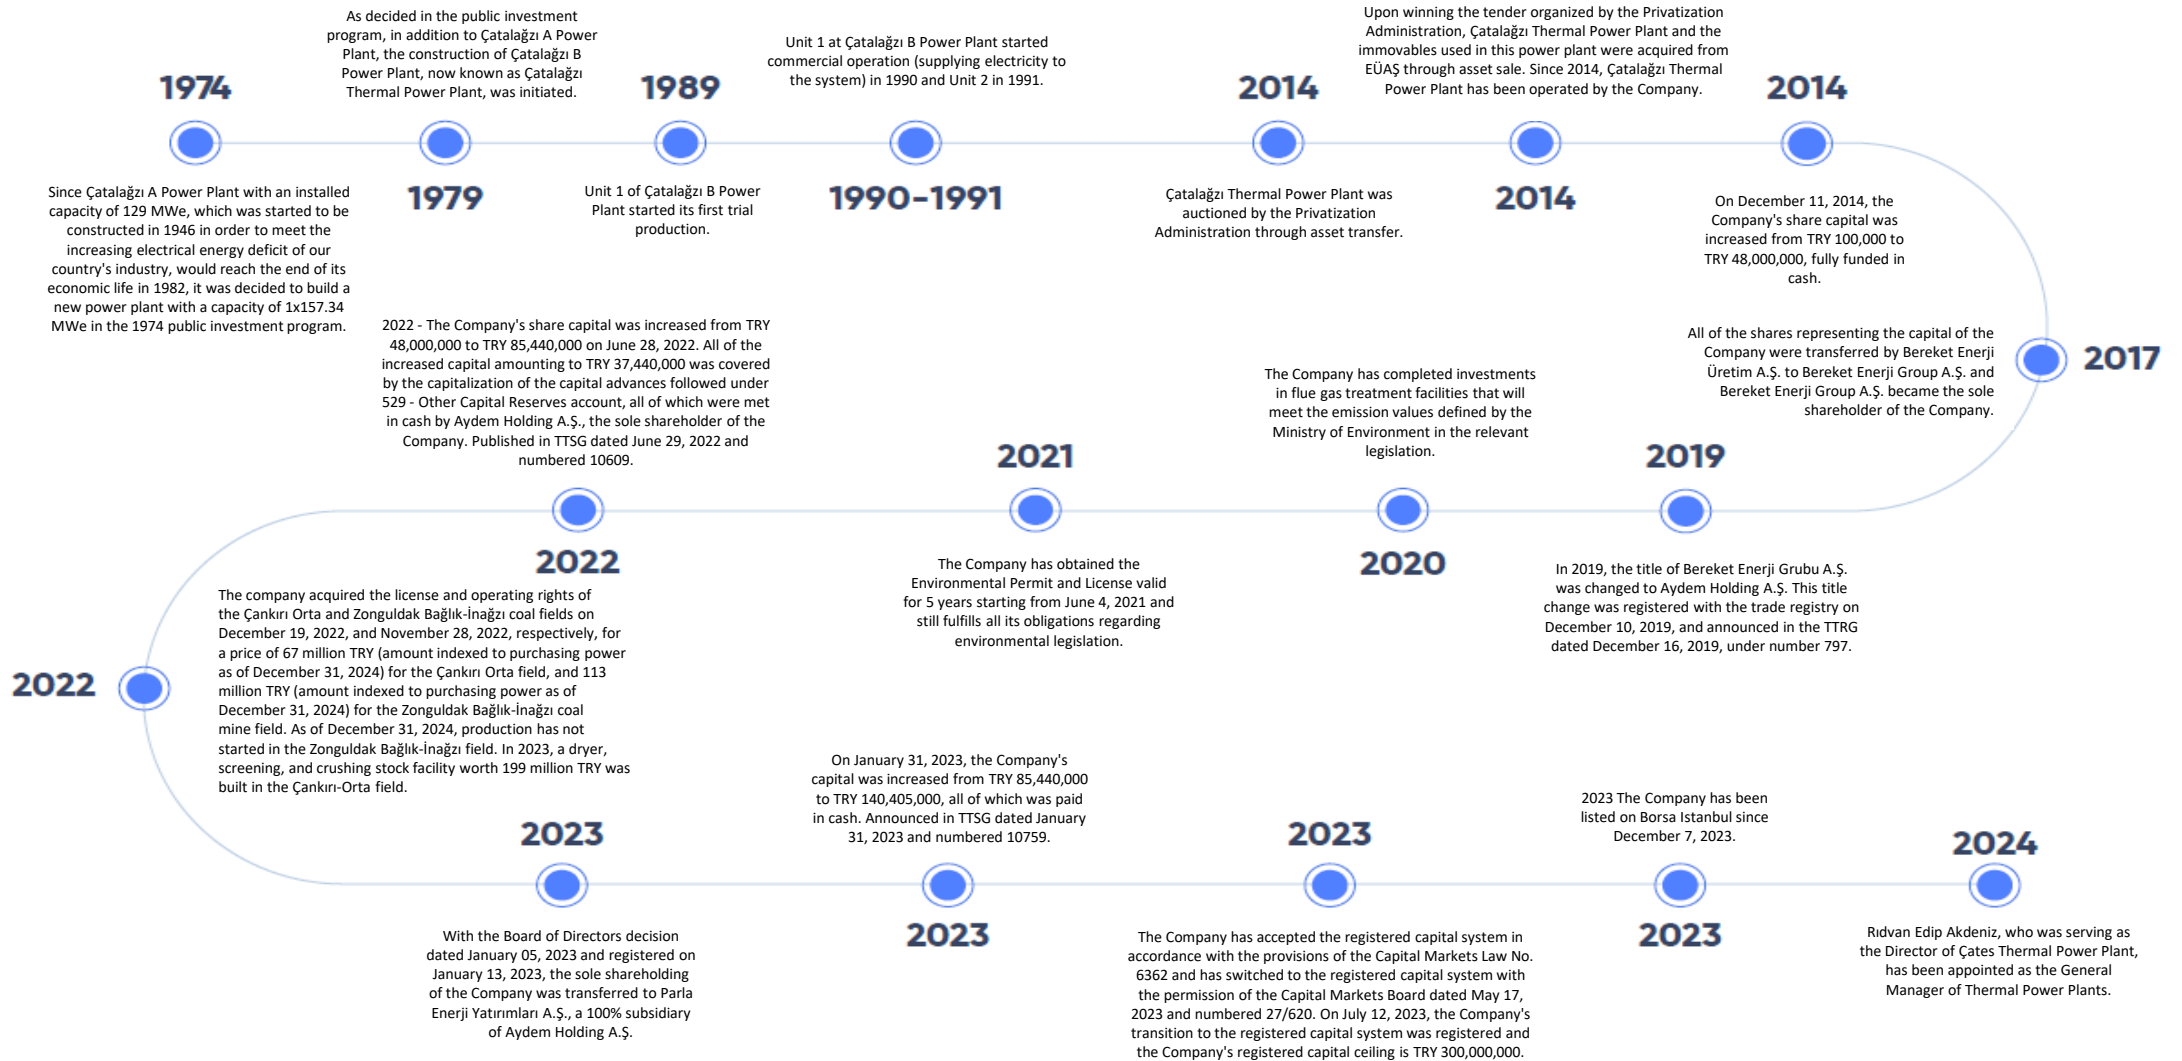 1974
Since Çatalağzı A Power Plant with an installed
capacity of 129 MWe, which was started to be
constructed in 1946 in order to meet the
increasing electrical energy deficit of our
country's industry, would reach the end of its
economic life in 1982, it was decided to build a
new power plant with a capacity of 1x157.34
MWe in the 1974 public investment program.
As decided in the public investment
program, in addition to Çatalağzı A Power
Plant, the construction of Çatalağzı B
Power Plant, now known as Çatalağzı
Thermal Power Plant, was initiated.
1979
1989
Unit 1 of Çatalağzı B Power
Plant started its first trial
production.
Unit 1 at Çatalağzı B Power Plant started
commercial operation (supplying electricity to
the system) in 1990 and Unit 2 in 1991.
1990-1991
2014
Çatalağzı Thermal Power Plant was
auctioned by the Privatization
Administration through asset transfer.
Upon winning the tender organized by the Privatization
Administration, Çatalağzı Thermal Power Plant and the
immovables used in this power plant were acquired from
EÜAŞ through asset sale. Since 2014, Çatalağzı Thermal
Power Plant has been operated by the Company.
2014
2014
On December 11, 2014, the
Company's share capital was
increased from TRY 100,000 to
TRY 48,000,000, fully funded in
cash.
All of the shares representing the capital of the
Company were transferred by Bereket Enerji
Üretim A.Ş. to Bereket Enerji Group A.Ş. and
Bereket Enerji Group A.Ş. became the sole
shareholder of the Company.
2017
2019
In 2019, the title of Bereket Enerji Grubu A.Ş.
was changed to Aydem Holding A.Ş. This title
change was registered with the trade registry on
December 10, 2019, and announced in the TTRG
dated December 16, 2019, under number 797.
The Company has completed investments
in flue gas treatment facilities that will
meet the emission values defined by the
Ministry of Environment in the relevant
legislation.
2020
2021
The Company has obtained the
Environmental Permit and License valid
for 5 years starting from June 4, 2021 and
still fulfills all its obligations regarding
environmental legislation.
2022 - The Company's share capital was increased from TRY
48,000,000 to TRY 85,440,000 on June 28, 2022. All of the
increased capital amounting to TRY 37,440,000 was covered
by the capitalization of the capital advances followed under
529 - Other Capital Reserves account, all of which were met
in cash by Aydem Holding A.Ş., the sole shareholder of the
Company. Published in TTSG dated June 29, 2022 and
numbered 10609.
2022
2022
The company acquired the license and operating rights of
the Çankırı Orta and Zonguldak Bağlık-İnağzı coal fields on
December 19, 2022, and November 28, 2022, respectively, for
a price of 67 million TRY (amount indexed to purchasing power
as of December 31, 2024) for the Çankırı Orta field, and 113
million TRY (amount indexed to purchasing power as of
December 31, 2024) for the Zonguldak Bağlık-İnağzı coal
mine field. As of December 31, 2024, production has not
started in the Zonguldak Bağlık-İnağzı field. In 2023, a dryer,
screening, and crushing stock facility worth 199 million TRY was
built in the Çankırı-Orta field.
2023
With the Board of Directors decision
dated January 05, 2023 and registered on
January 13, 2023, the sole shareholding
of the Company was transferred to Parla
Enerji Yatırımları A.Ş., a 100% subsidiary
of Aydem Holding A.Ş.
On January 31, 2023, the Company's
capital was increased from TRY 85,440,000
to TRY 140,405,000, all of which was paid
in cash. Announced in TTSG dated January
31, 2023 and numbered 10759.
2023
2023
The Company has accepted the registered capital system in
accordance with the provisions of the Capital Markets Law No.
6362 and has switched to the registered capital system with
the permission of the Capital Markets Board dated May 17,
2023 and numbered 27/620. On July 12, 2023, the Company's
transition to the registered capital system was registered and
the Company's registered capital ceiling is TRY 300,000,000.
2023 The Company has been
listed on Borsa Istanbul since
December 7, 2023.
2023
2024
Rıdvan Edip Akdeniz, who was serving as
the Director of Çates Thermal Power Plant,
has been appointed as the General
Manager of Thermal Power Plants.